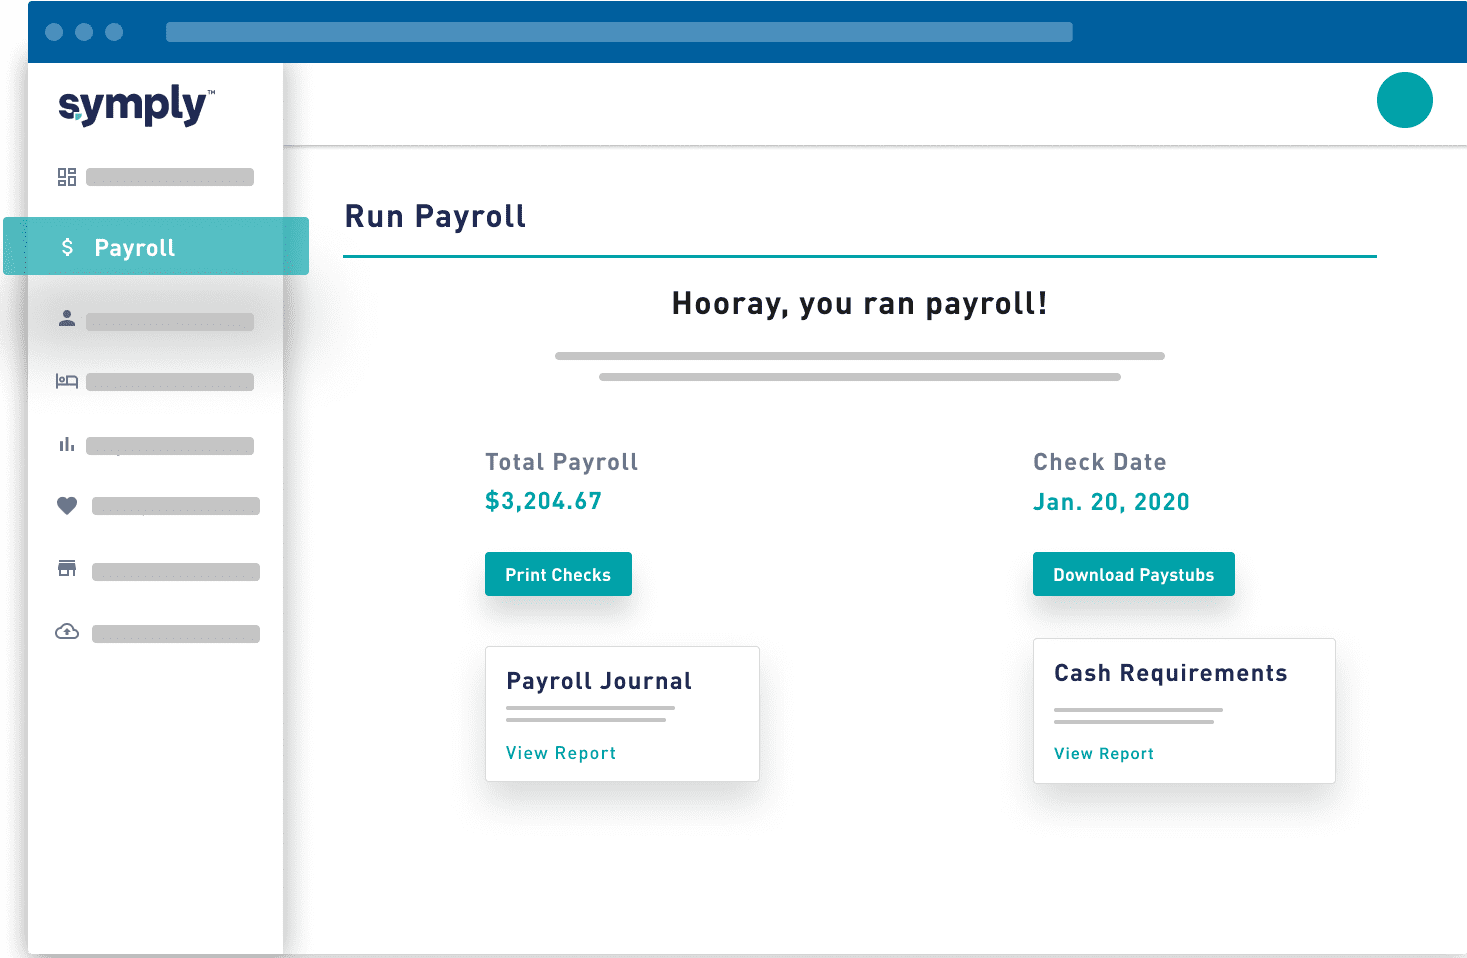 symply™
$ Payroll
Run Payroll
Hooray, you ran payroll!
Total Payroll
$3,204.67
Check Date
Jan. 20, 2020
Print Checks
Download Paystubs
Payroll Journal
View Report
Cash Requirements
View Report